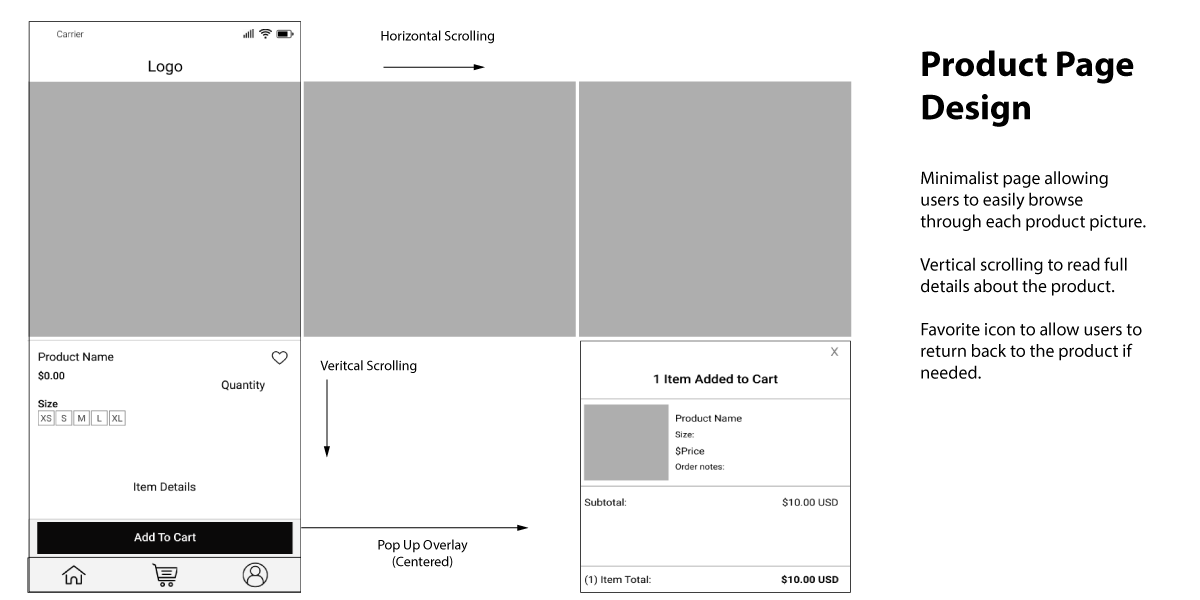 Carrier
Logo
Horizontal Scrolling
Product Name
$0.00
Quantity
Size
XS S M L XL
Item Details
Add To Cart
Veritcal Scrolling
Pop Up Overlay
(Centered)
X
1 Item Added to Cart
Product Name
Size:
$Price
Order notes:
Subtotal: $10.00 USD
(1) Item Total: $10.00 USD
Product Page
Design
Minimalist page allowing
users to easily browse
through each product picture.
Vertical scrolling to read full
details about the product.
Favorite icon to allow users to
return back to the product if
needed.